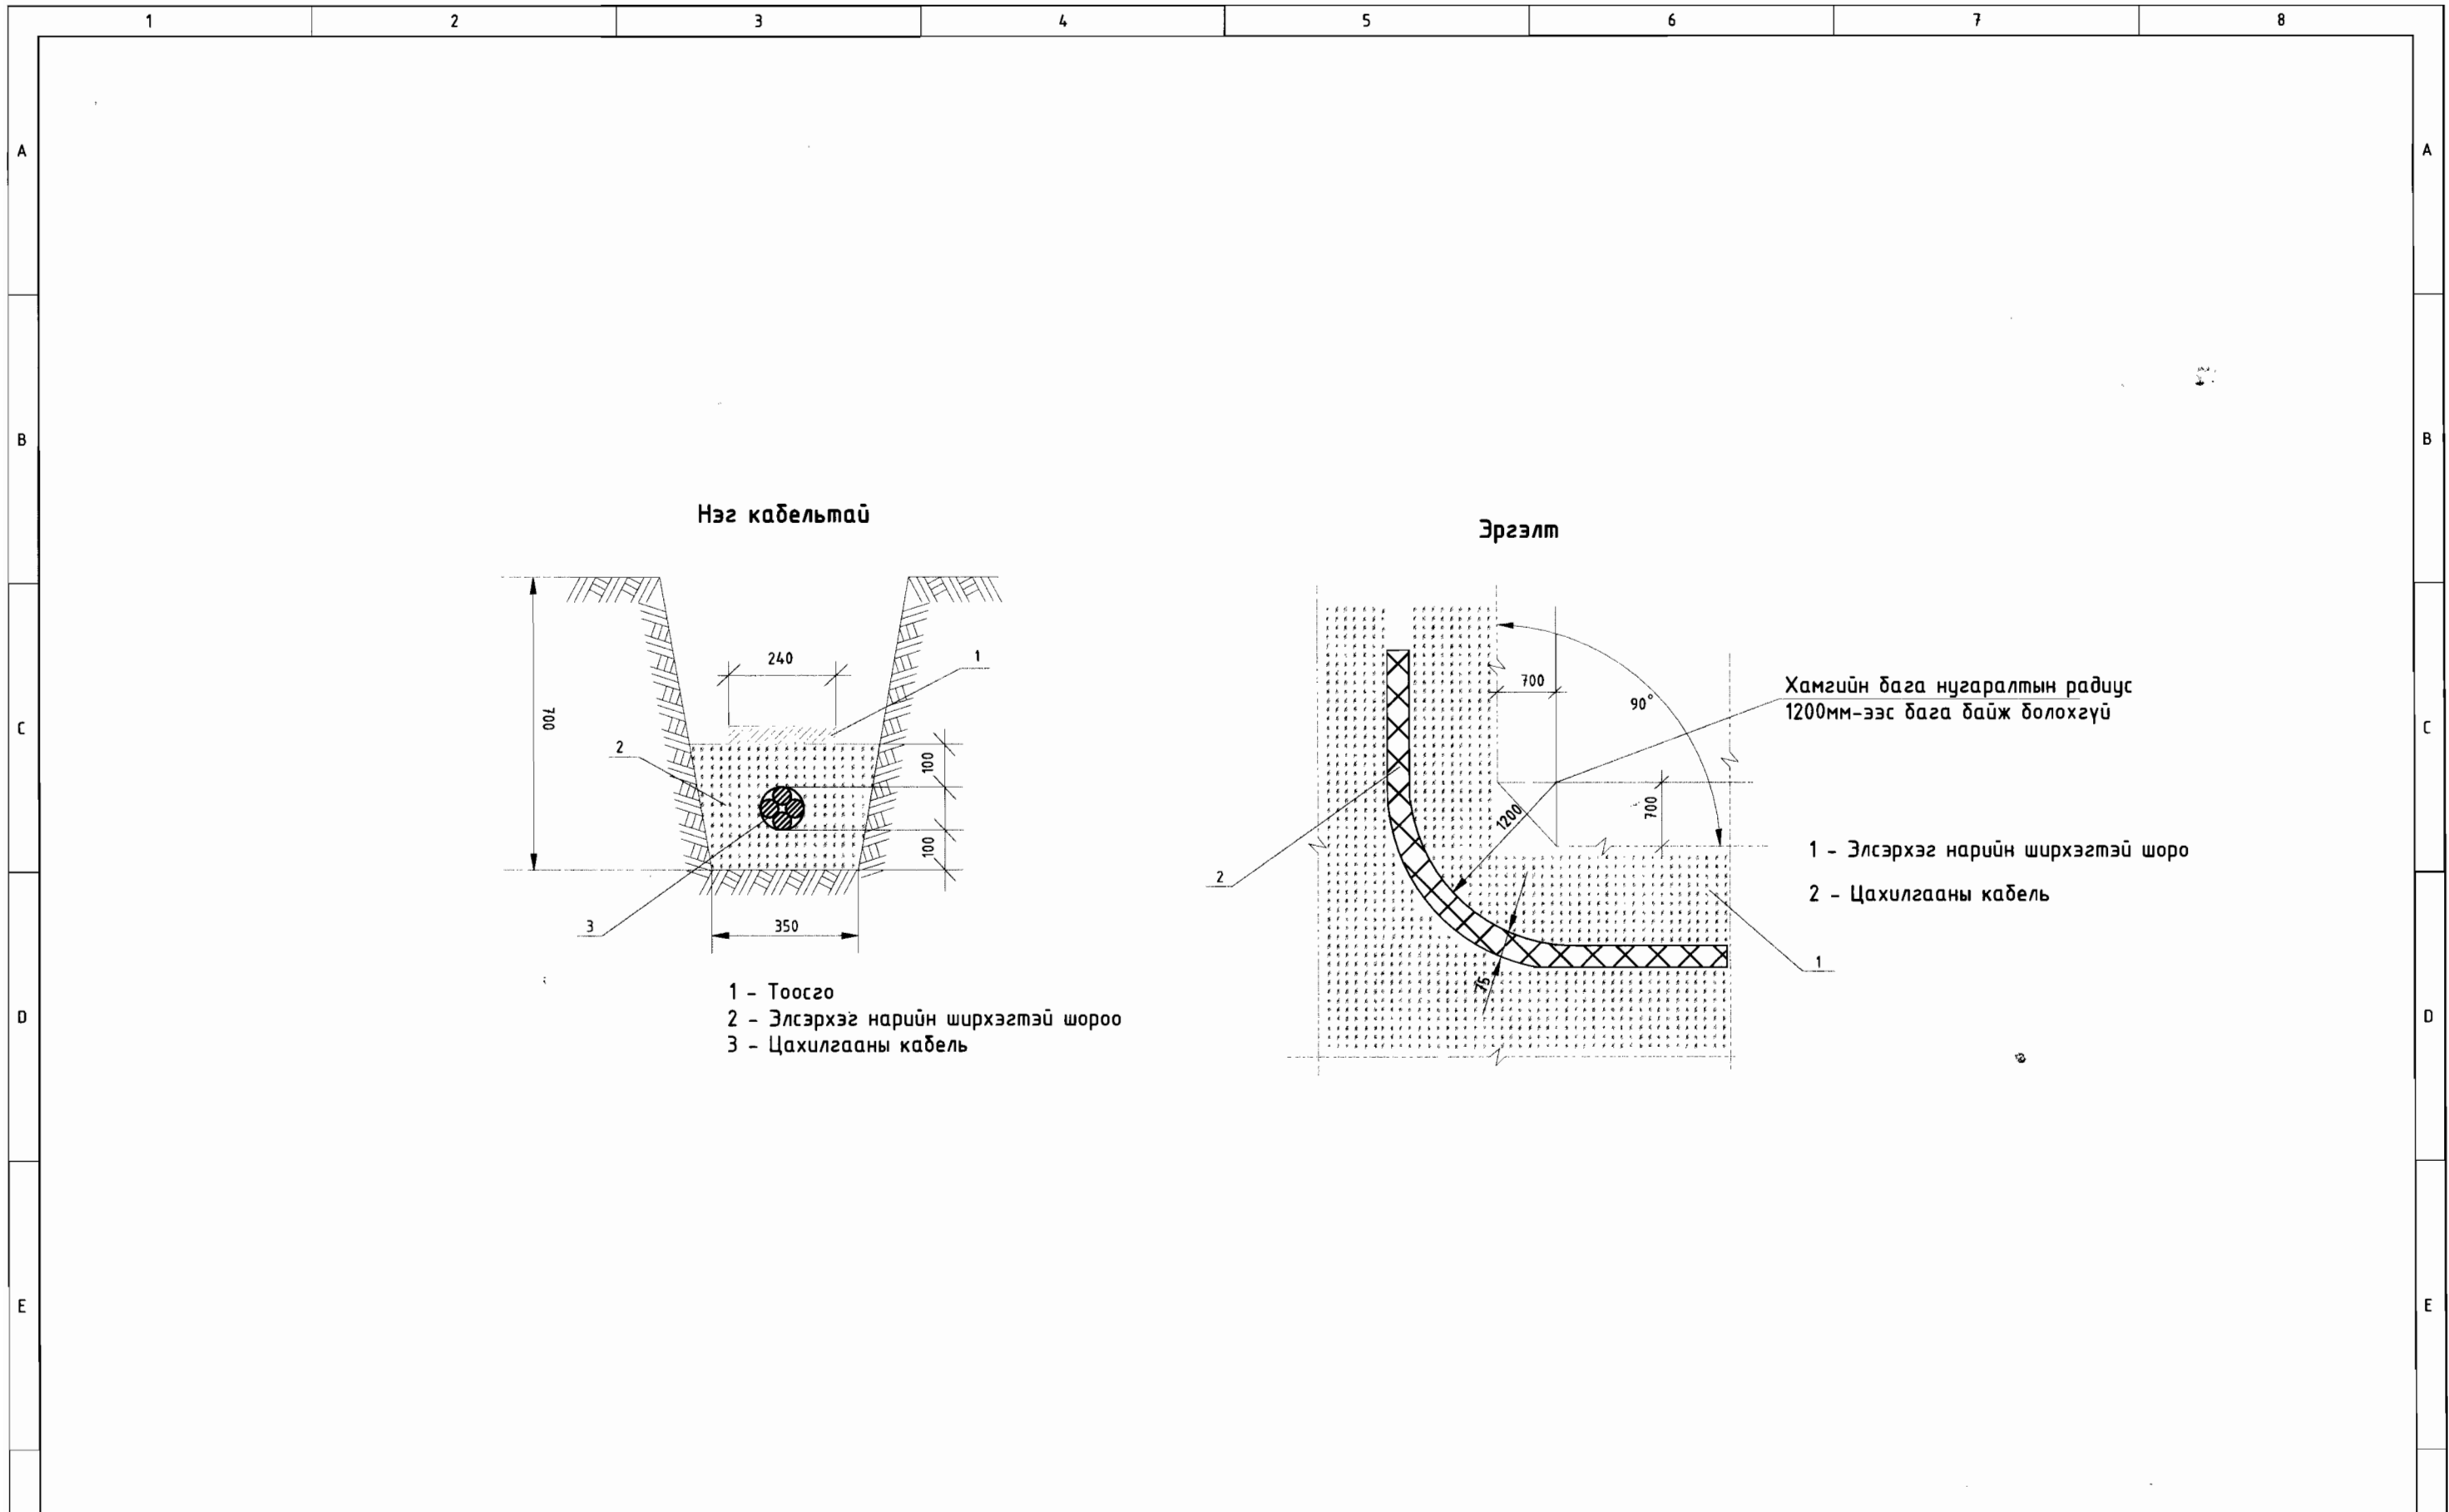 1 2 3 4 5 6 7 8
A A
B B
C C
D D
E E
Нэг кабельтай
700
240
1
2
100
100
3
350
1 - Тоосго
2 - Элсэрхэг нарийн ширхэгтэй шороо
3 - Цахилгааны кабель
Эргэлт
700
90°
Хамгийн бага нугаралтын радиус
1200мм-ээс бага байж болохгүй
700
1200
2
75
1
1 - Элсэрхэг нарийн ширхэгтэй шоро
2 - Цахилгааны кабель